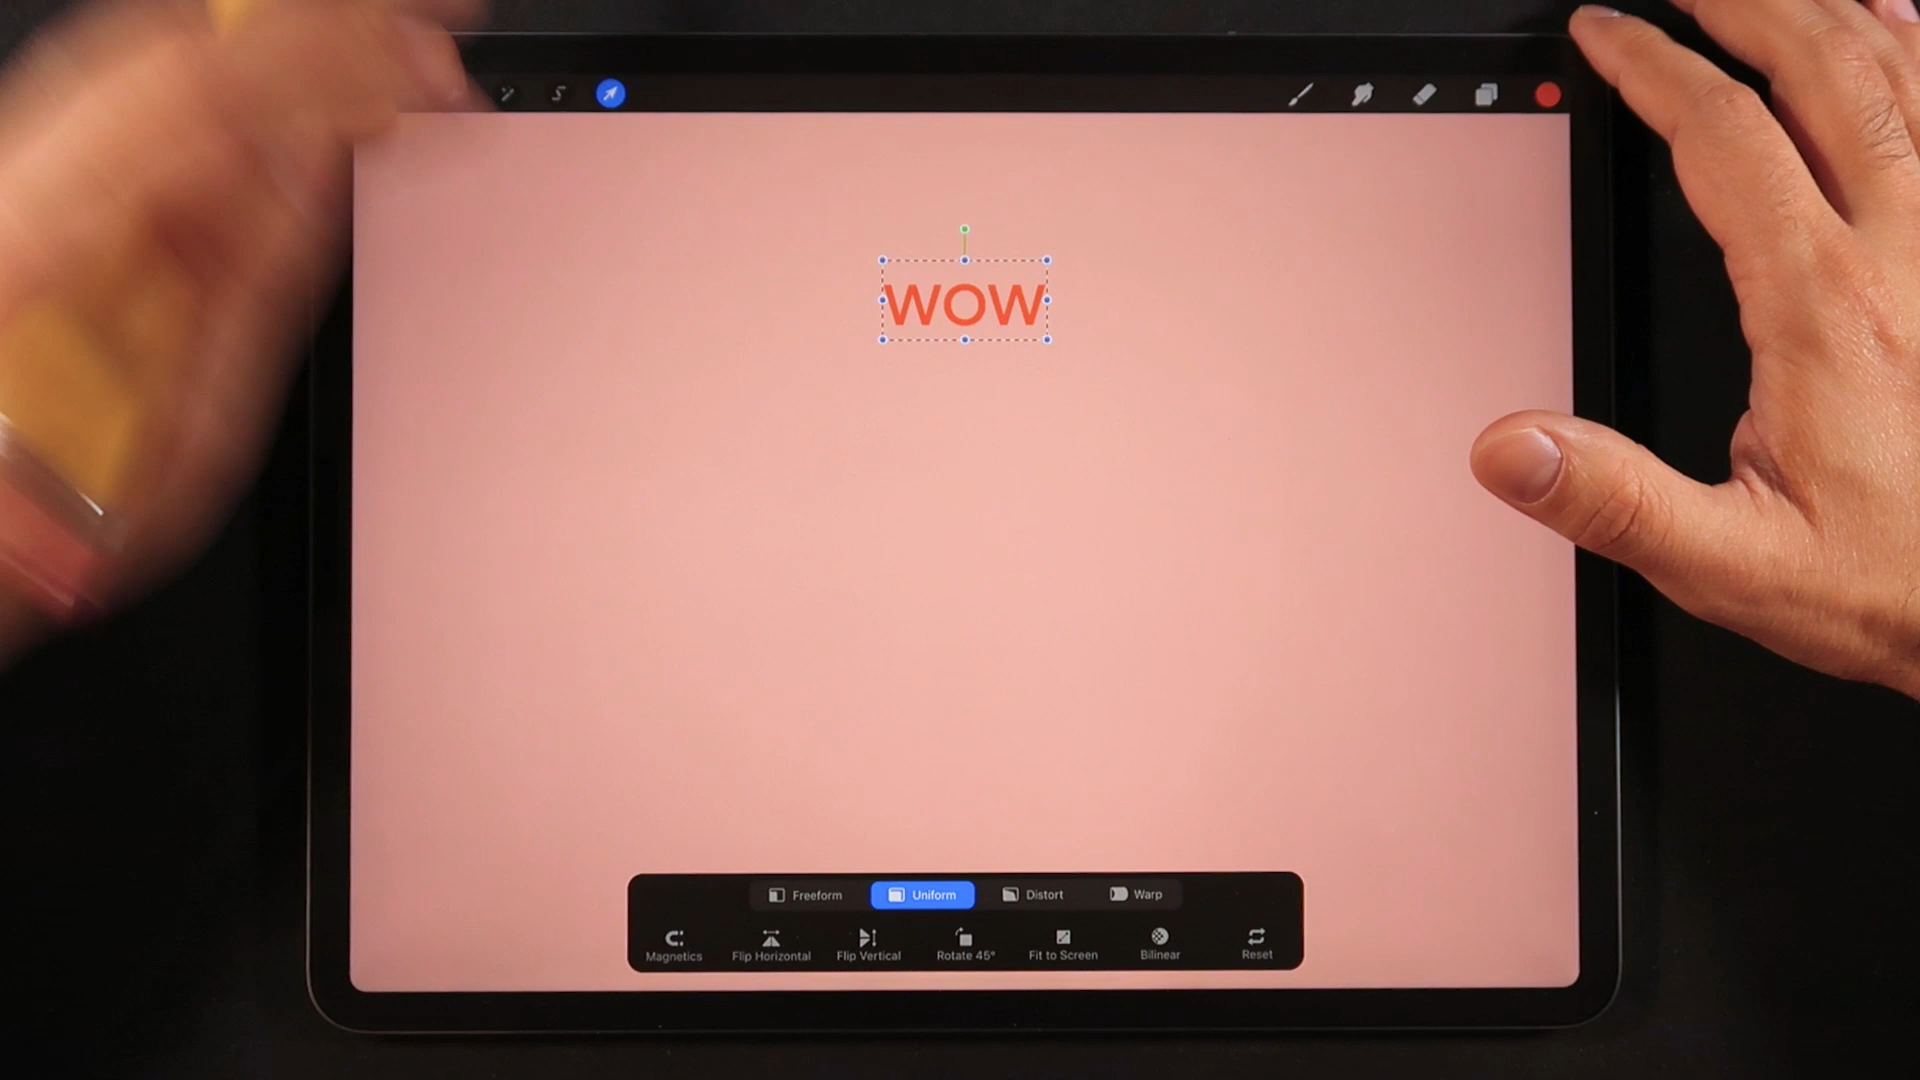 WOW
Freeform Uniform Distort Warp
Magnetics Flip Horizontal Flip Vertical Rotate 45° Fit to Screen Bilinear Reset